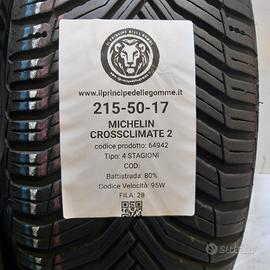 IL PRINCIPE DELLE GOMME
www.ilprincipedellegomme.it
215-50-17
MICHELIN
CROSSCLIMATE 2
codice prodotto: 64942
Tipo: 4 STAGIONI
COD:
Battistrada: 80%
Codice Velocità: 95W
FILA: 28
subito